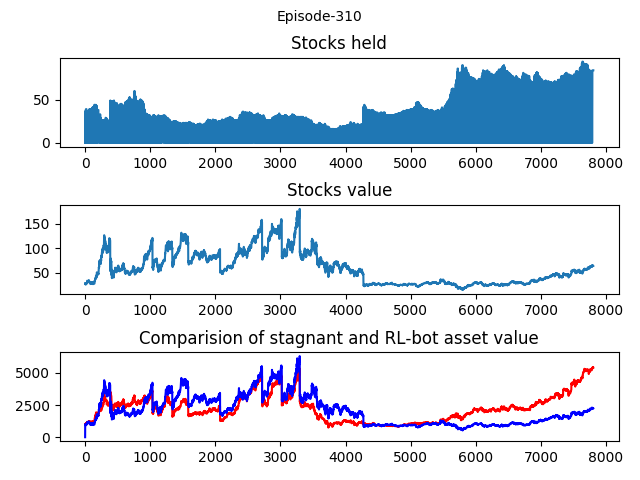 Episode-310
Stocks held
50
0
0 1000 2000 3000 4000 5000 6000 7000 8000
Stocks value
150
100
50
0 1000 2000 3000 4000 5000 6000 7000 8000
Comparision of stagnant and RL-bot asset value
5000
2500
0
0 1000 2000 3000 4000 5000 6000 7000 8000